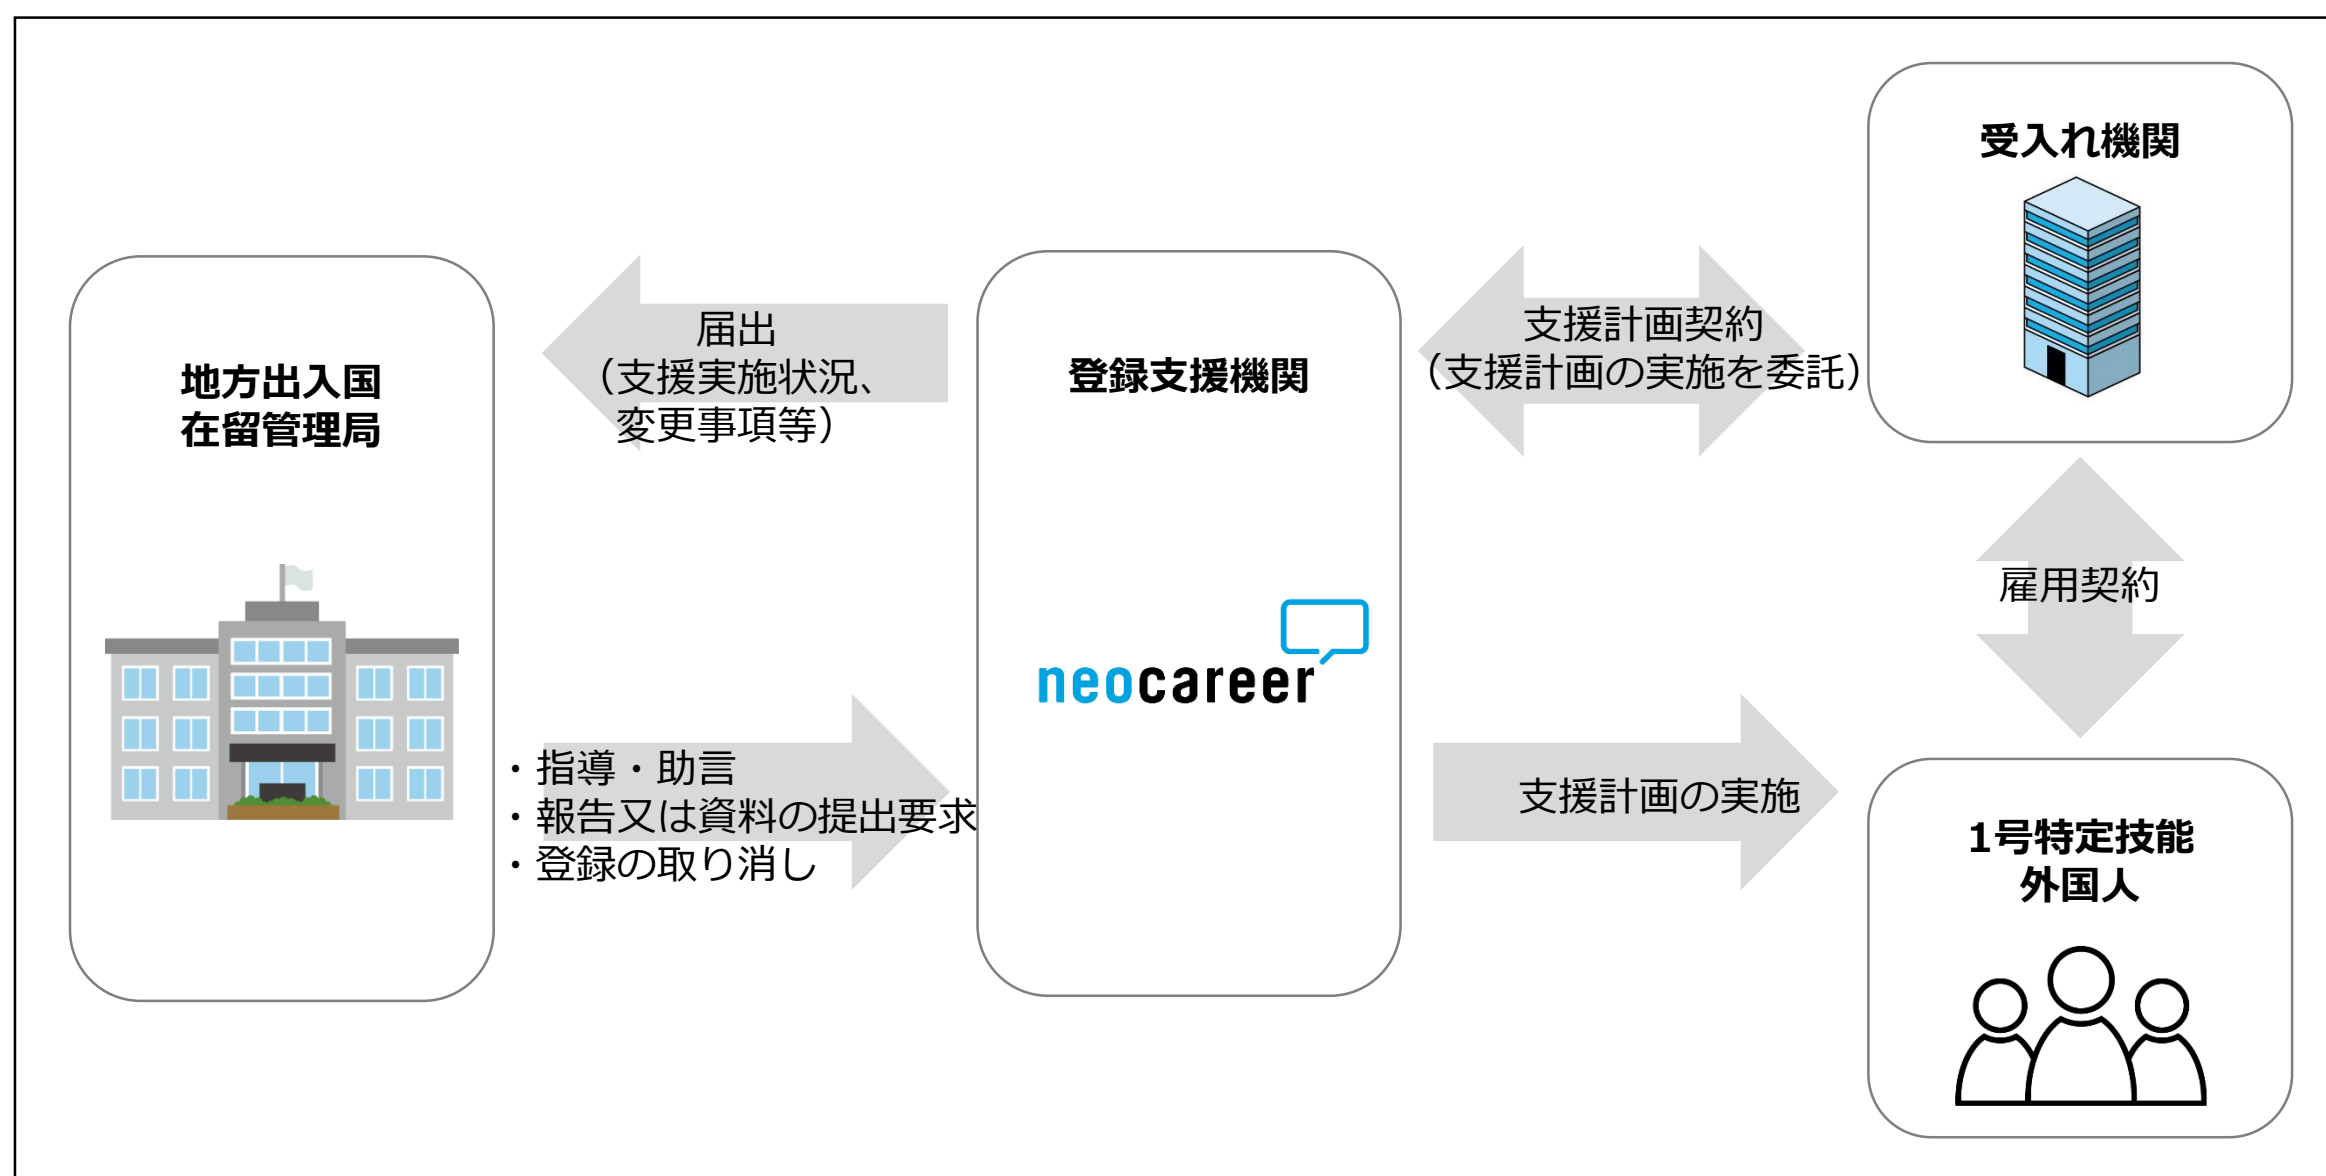 地方出入国
在留管理局
届出
（支援実施状況、
変更事項等）
・指導・助言
・報告又は資料の提出要求
・登録の取り消し
登録支援機関
neocareer
支援計画契約
（支援計画の実施を委託）
支援計画の実施
受入れ機関
雇用契約
1号特定技能
外国人